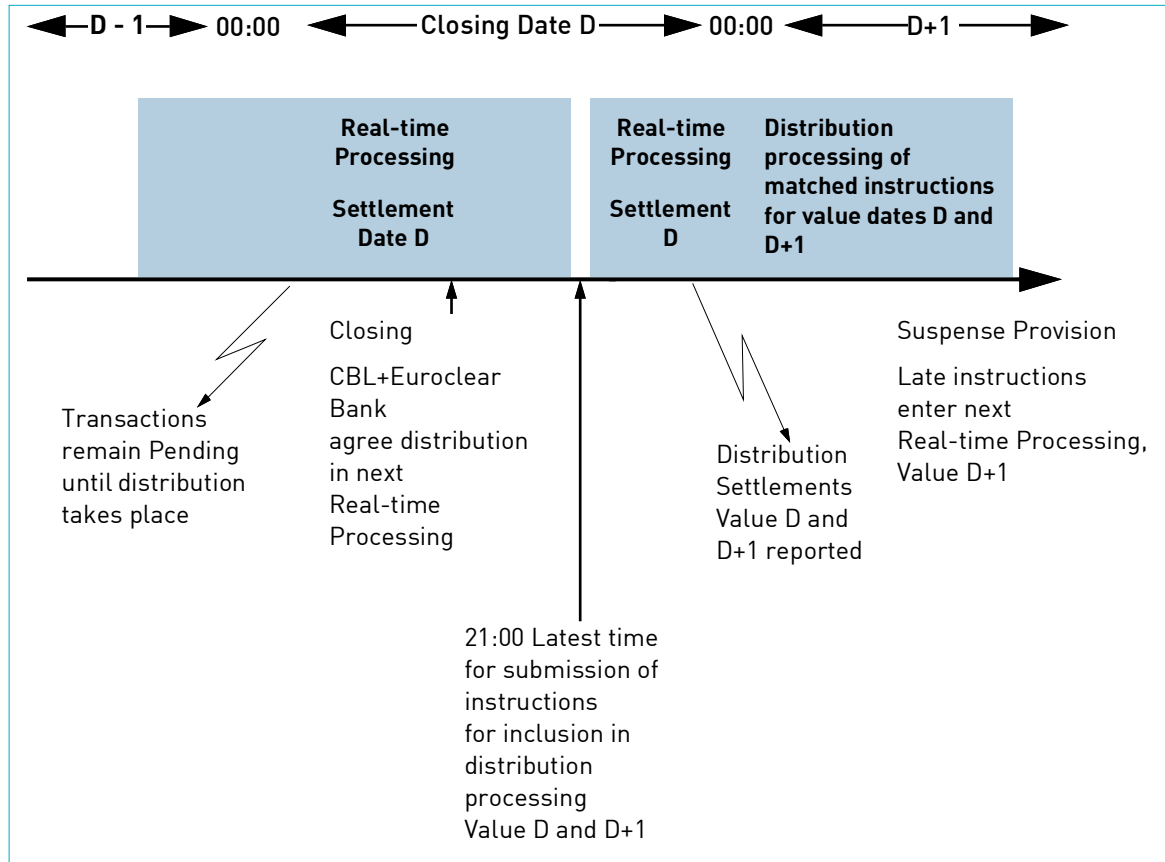 D - 1 00:00 Closing Date D 00:00 D+1
Real-time
Processing
Settlement
Date D
Real-time
Processing
Settlement
D
Distribution
processing of
matched instructions
for value dates D and
D+1
Transactions
remain Pending
until distribution
takes place
Closing
CBL+Euroclear
Bank
agree distribution
in next
Real-time
Processing
21:00 Latest time
for submission of
instructions
for inclusion in
distribution
processing
Value D and D+1
Distribution
Settlements
Value D and
D+1 reported
Suspense Provision
Late instructions
enter next
Real-time Processing,
Value D+1